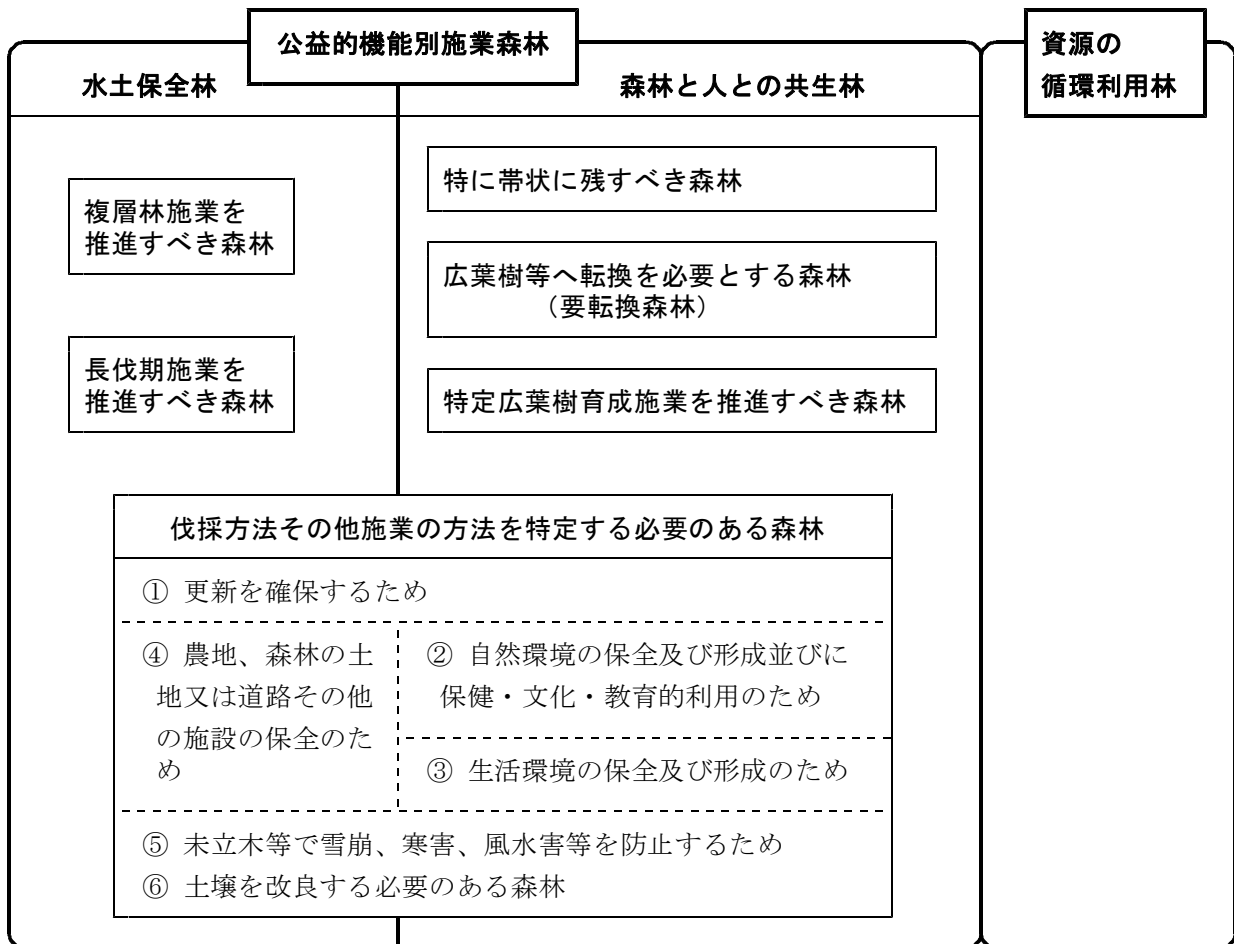 公益的機能別施業森林
資源の
循環利用林
水土保全林
森林と人との共生林
複層林施業を
推進すべき森林
長伐期施業を
推進すべき森林
特に帯状に残すべき森林
広葉樹等へ転換を必要とする森林
（要転換森林）
特定広葉樹育成施業を推進すべき森林
伐採方法その他施業の方法を特定する必要のある森林
① 更新を確保するため
④ 農地、森林の土
地又は道路その他
の施設の保全のた
め
② 自然環境の保全及び形成並びに
保健・文化・教育的利用のため
③ 生活環境の保全及び形成のため
⑤ 未立木等で雪崩、寒害、風水害等を防止するため
⑥ 土壌を改良する必要のある森林